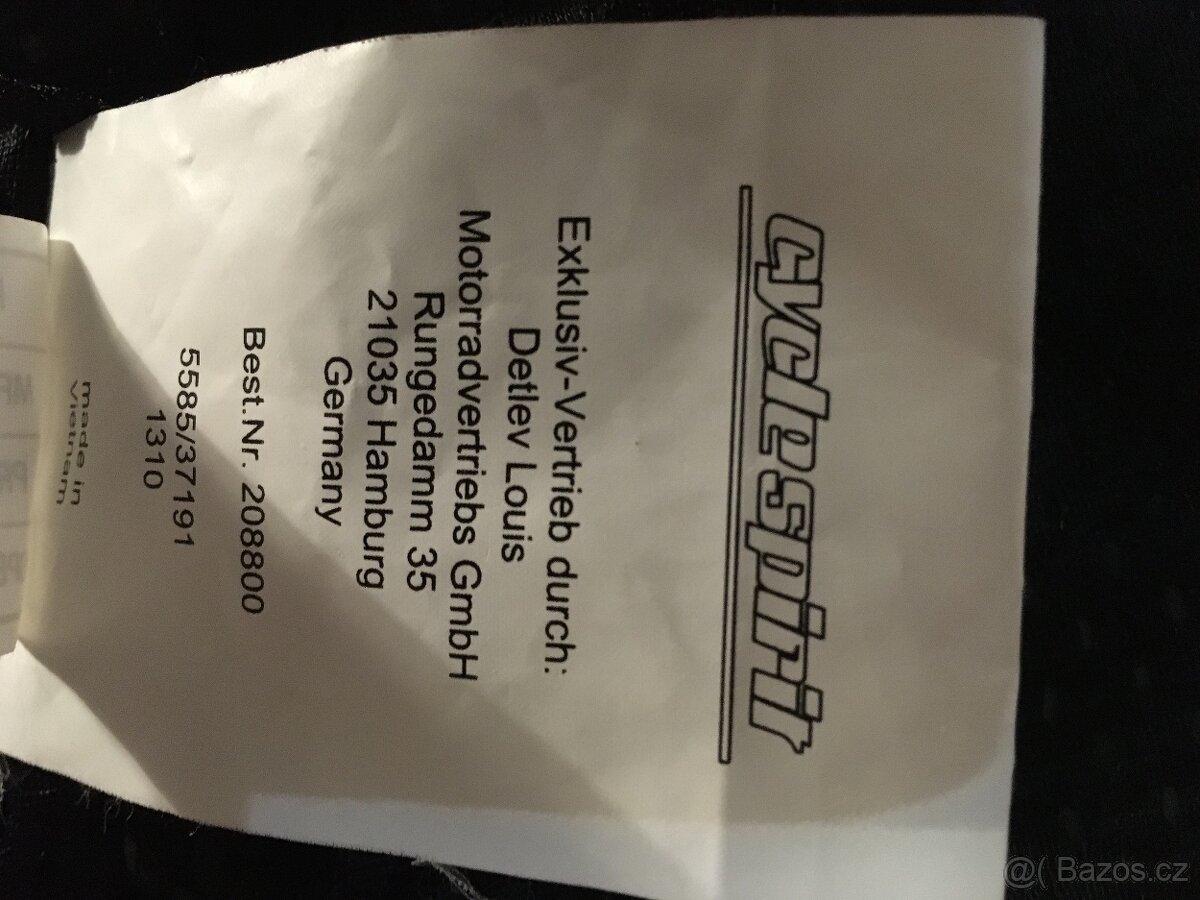 cyclespirit
Exklusiv-Vertrieb durch:
Detlev Louis
Motorradvertriebs GmbH
Rungedamm 35
21035 Hamburg
Germany
Best.Nr. 208800
5585/37191
1310
made in
Vietnam
@( Bazos.cz